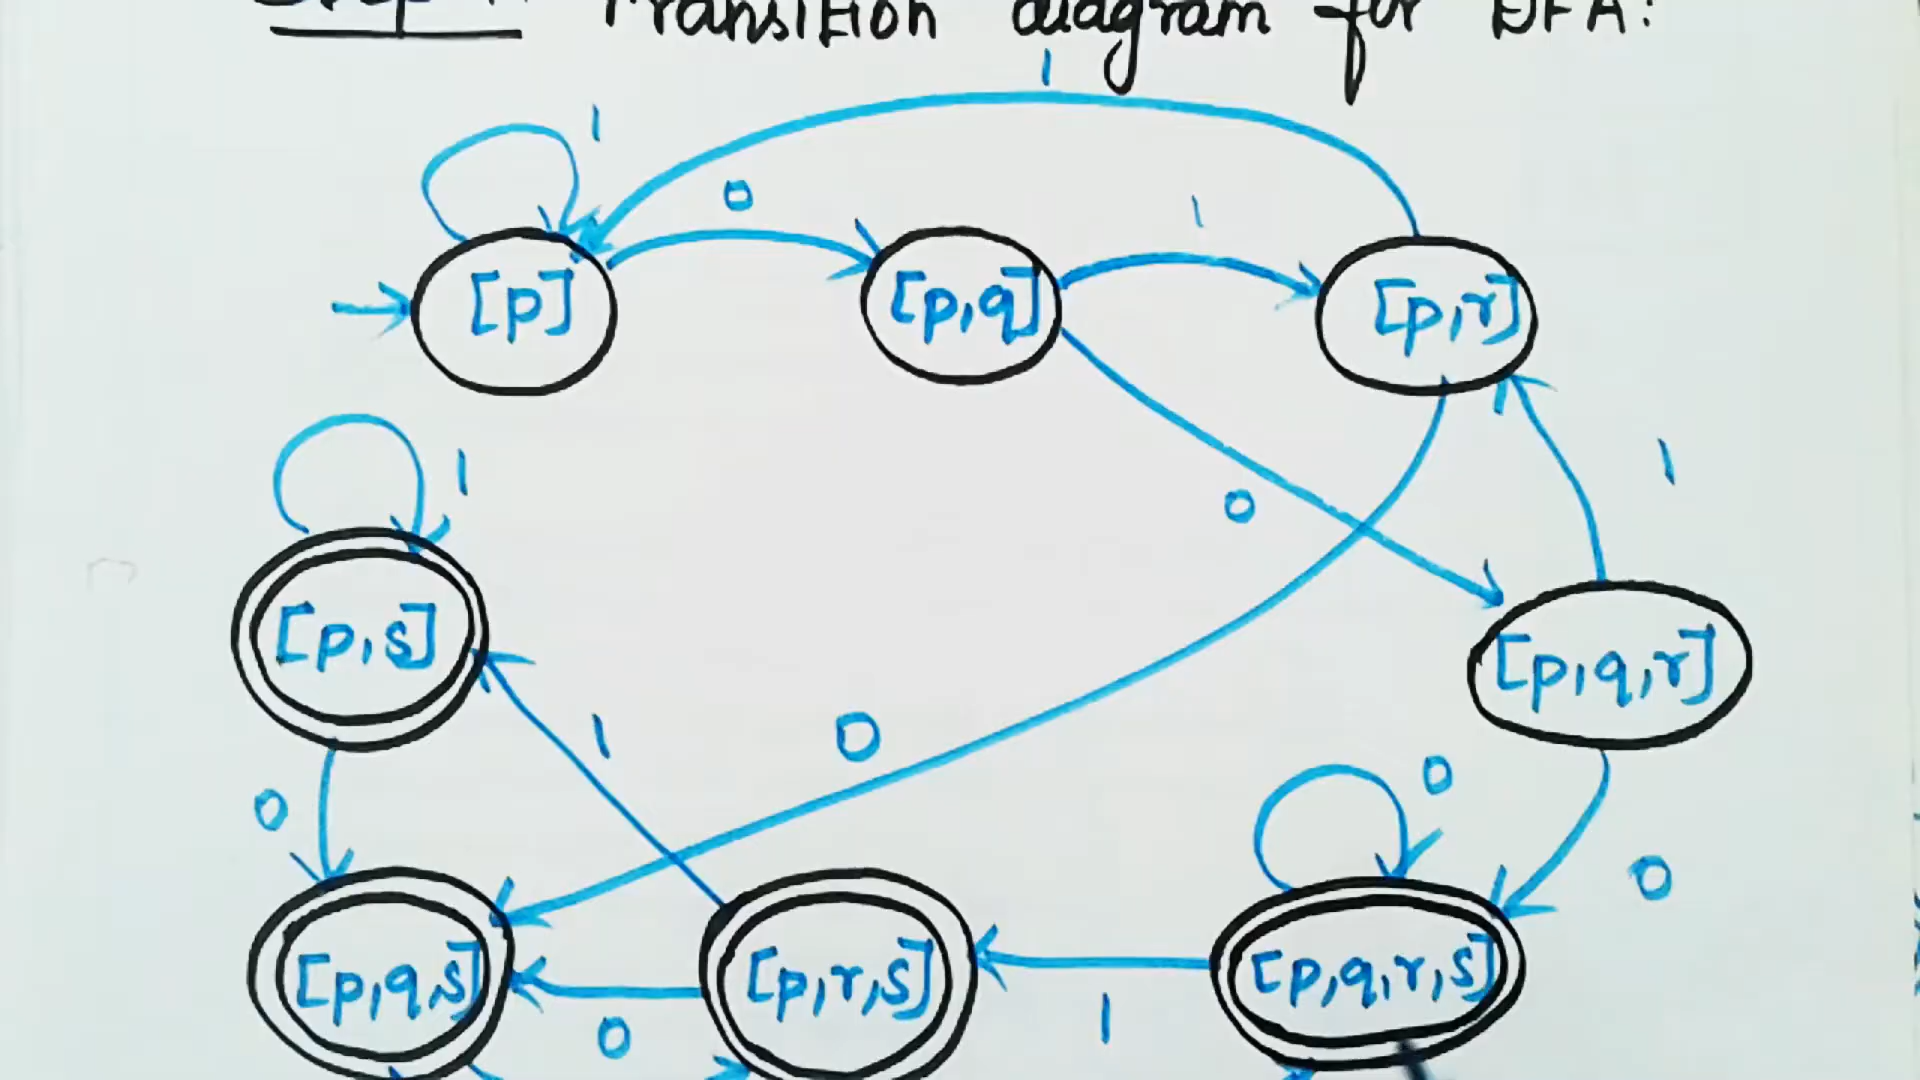 Transition diagram for DFA:
1
1
0
1
[p]
[p,q]
[p,r]
1
0
1
[p,s]
[p,q,r]
1
0
0
0
0
[p,q,s]
[p,r,s]
[p,q,r,s]
0
1